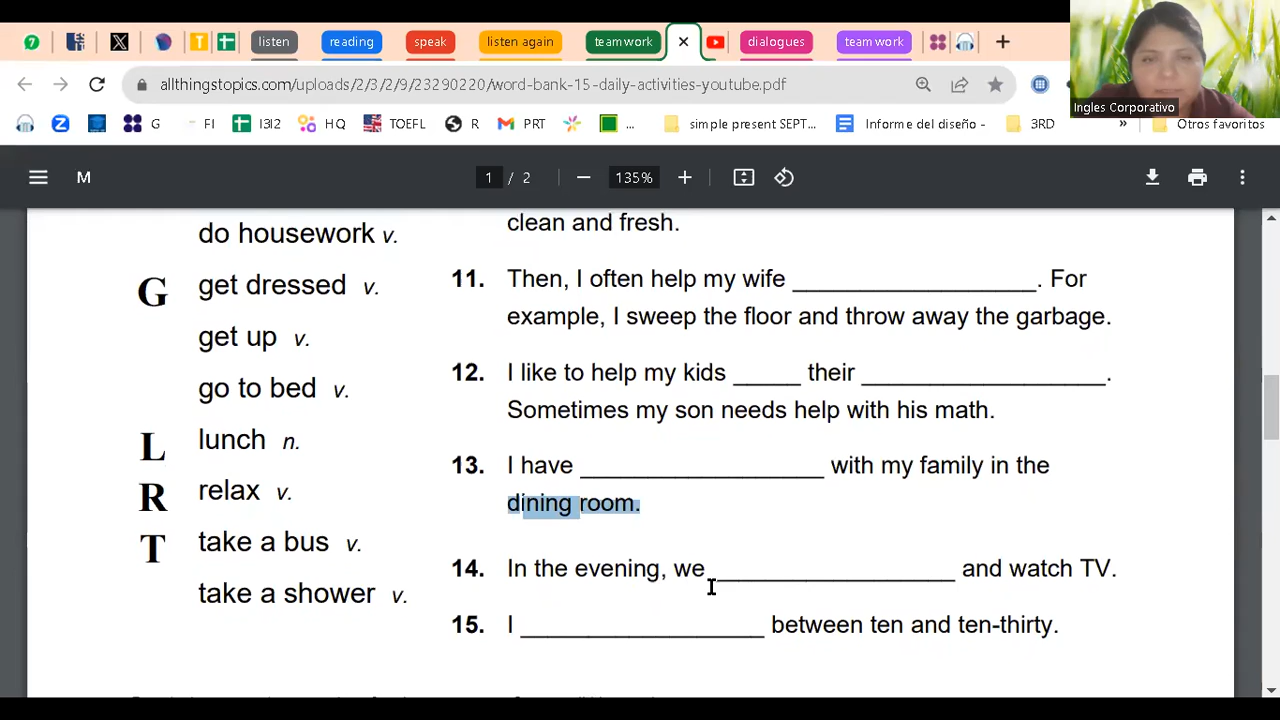 listen
reading
speak
listen again
team work
dialogues
team work
allthingstopics.com/uploads/2/3/2/9/23290220/word-bank-15-daily-activities-youtube.pdf
Ingles Corporativo
G
FI
I3I2
HQ
TOEFL
R
PRT
...
simple present SEPT...
Informe del diseño -
3RD
»
Otros favoritos
M
1 / 2
135%
do housework v.
G get dressed v.
get up v.
go to bed v.
L lunch n.
R relax v.
T take a bus v.
take a shower v.
clean and fresh.
11. Then, I often help my wife __________________. For
example, I sweep the floor and throw away the garbage.
12. I like to help my kids _____ their __________________.
Sometimes my son needs help with his math.
13. I have __________________ with my family in the
dining room.
14. In the evening, we __________________ and watch TV.
15. I __________________ between ten and ten-thirty.